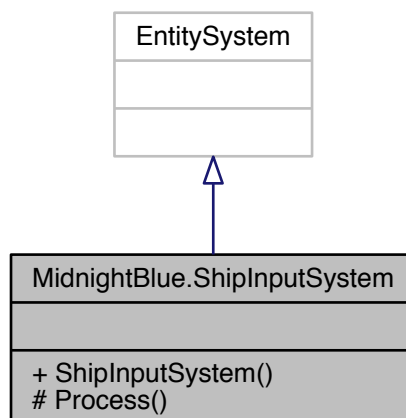 EntitySystem
MidnightBlue.ShipInputSystem
+ ShipInputSystem()
# Process()